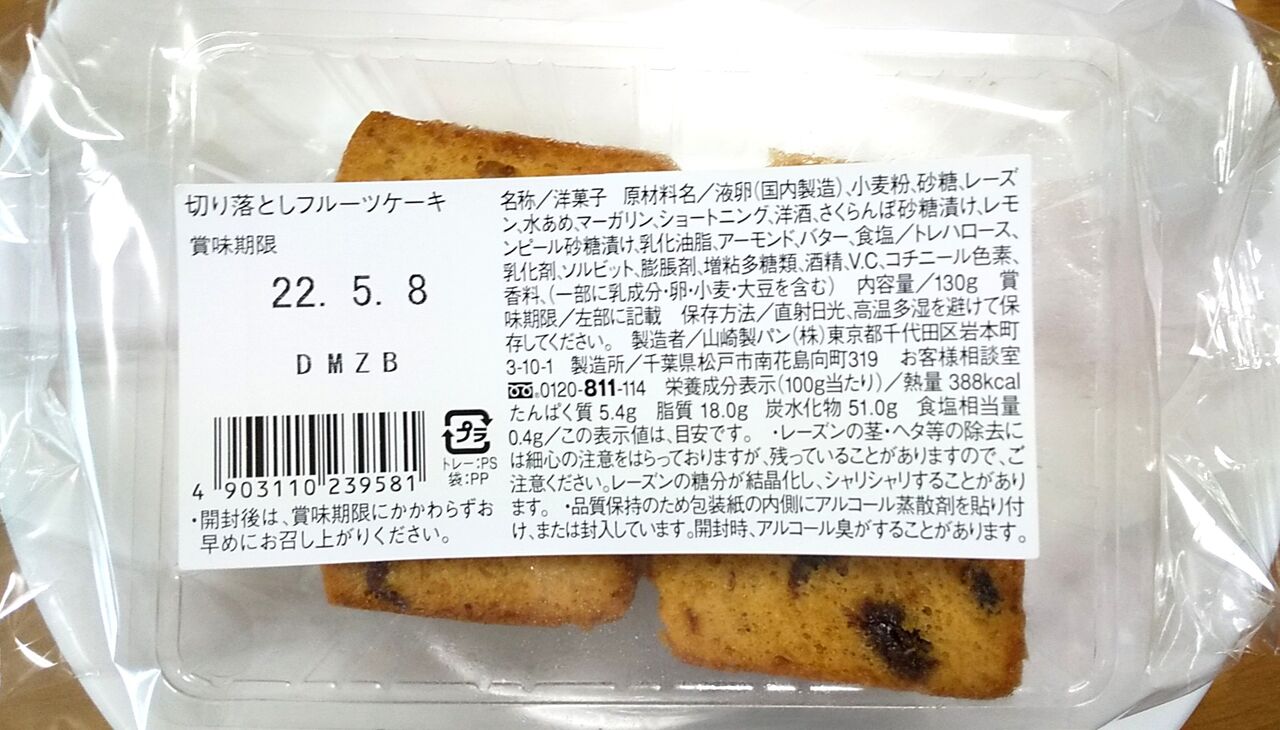 切り落としフルーツケーキ
賞味期限
22. 5. 8
DMZB
4 903110 239581
プラ
トレー:PS
袋:PP
・開封後は、賞味期限にかかわらずお
早めにお召し上がりください。
名称／洋菓子 原材料名／液卵(国内製造)、小麦粉、砂糖、レーズ
ン、水あめ、マーガリン、ショートニング、洋酒、さくらんぼ砂糖漬け、レモ
ンピール砂糖漬け、乳化油脂、アーモンド、バター、食塩／トレハロース、
乳化剤、ソルビット、膨脹剤、増粘多糖類、酒精、V.C、コチニール色素、
香料、(一部に乳成分・卵・小麦・大豆を含む) 内容量／130g 賞
味期限／左部に記載 保存方法／直射日光、高温多湿を避けて保
存してください。 製造者／山崎製パン(株)東京都千代田区岩本町
3-10-1 製造所／千葉県松戸市南花島向町319 お客様相談室
0120-811-114 栄養成分表示(100g当たり)／熱量 388kcal
たんぱく質 5.4g 脂質 18.0g 炭水化物 51.0g 食塩相当量
0.4g／この表示値は、目安です。 ・レーズンの茎・ヘタ等の除去に
は細心の注意をはらっておりますが、残っていることがありますので、ご
注意ください。レーズンの糖分が結晶化し、シャリシャリすることがあり
ます。 ・品質保持のため包装紙の内側にアルコール蒸散剤を貼り付
け、または封入しています。開封時、アルコール臭がすることがあります。